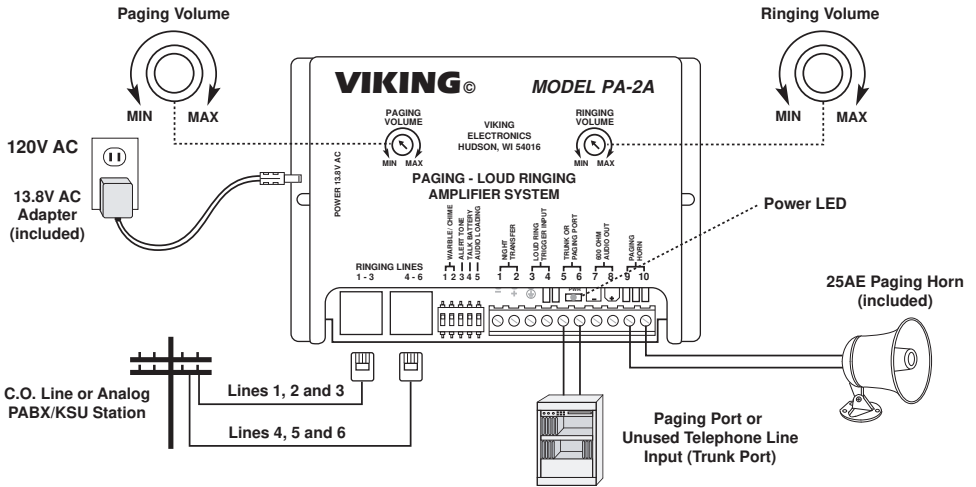 Paging Volume
MIN MAX
Ringing Volume
MIN MAX
120V AC
13.8V AC
Adapter
(included)
VIKING©
MODEL PA-2A
PAGING
VOLUME
MIN MAX
VIKING
ELECTRONICS
HUDSON, WI 54016
RINGING
VOLUME
MIN MAX
POWER 13.8V AC
PAGING - LOUD RINGING
AMPLIFIER SYSTEM
Power LED
RINGING LINES
1 - 3 4 - 6
WARBLE / CHIME
ALERT TONE
TALK BATTERY
AUDIO LOADING
1 2 3 4 5
NIGHT
TRANSFER
LOUD RING
TRIGGER INPUT
TRUNK OR
PAGING PORT
600 OHM
AUDIO OUT
PAGING
HORN
1 2 3 4 5 6 7 8 9 10
− +
PWR
− +
25AE Paging Horn
(included)
C.O. Line or Analog
PABX/KSU Station
Lines 1, 2 and 3
Lines 4, 5 and 6
Paging Port or
Unused Telephone Line
Input (Trunk Port)